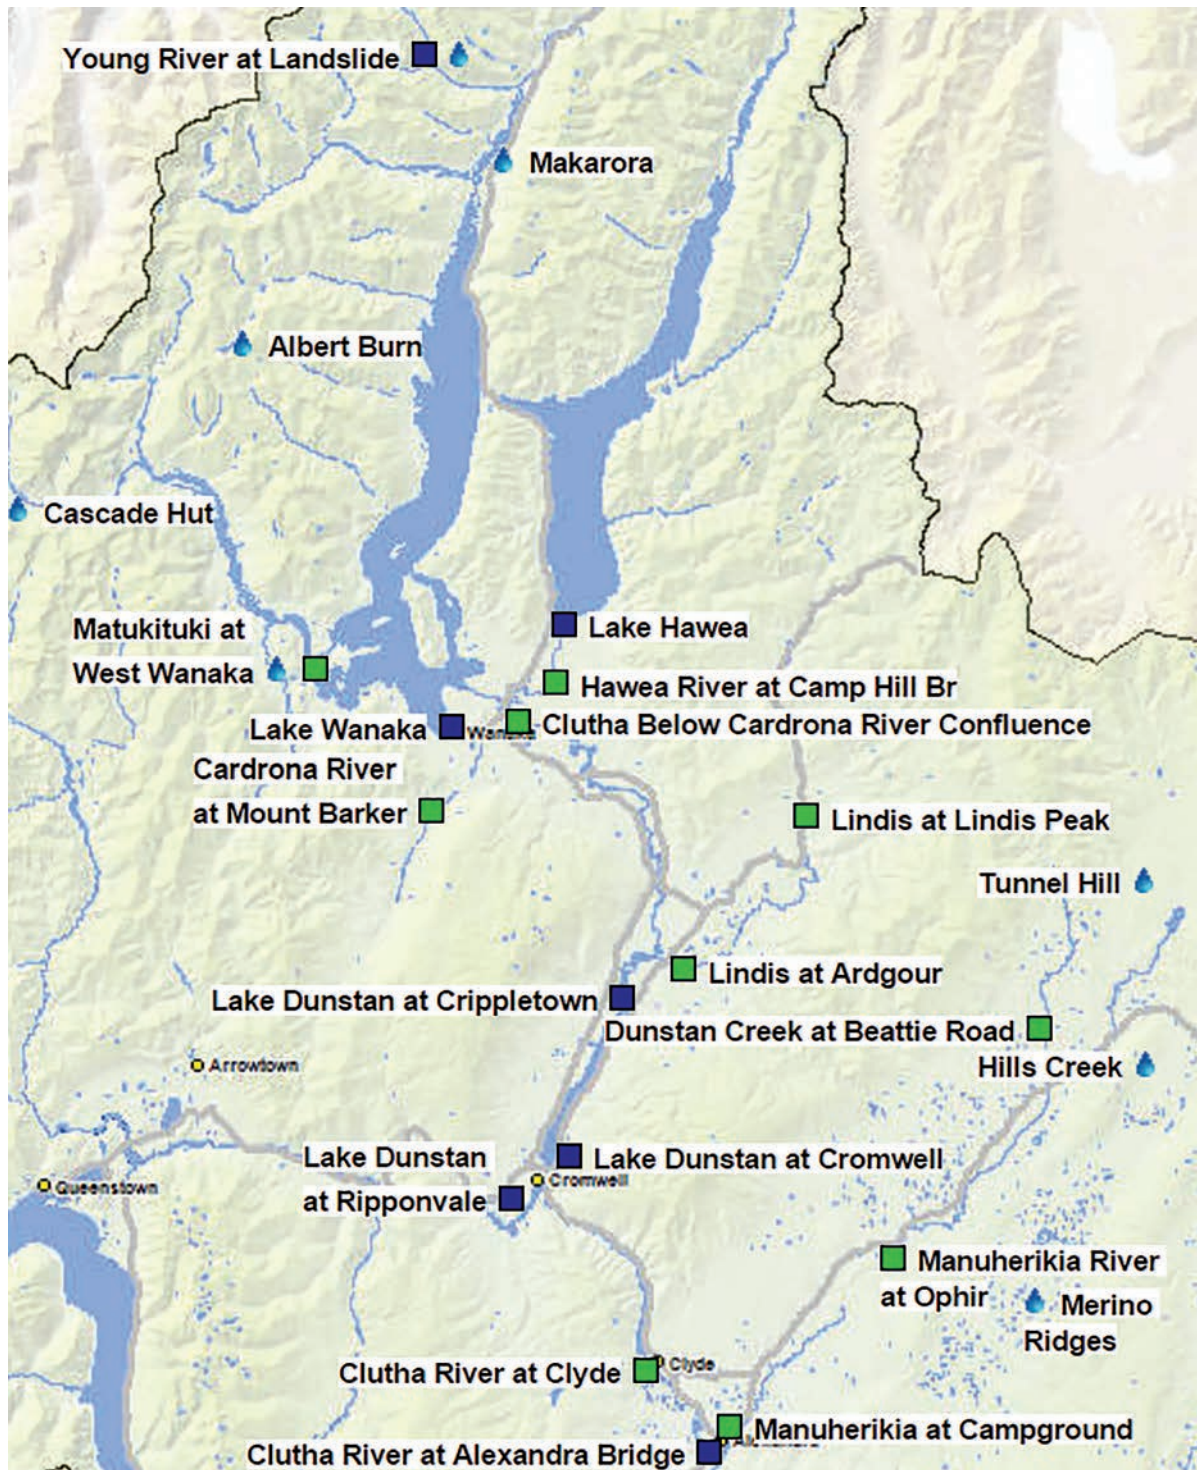 Young River at Landslide
Makarora
Albert Burn
Cascade Hut
Matukituki at
West Wanaka
Lake Hawea
Hawea River at Camp Hill Br
Lake Wanaka
Clutha Below Cardrona River Confluence
Cardrona River
at Mount Barker
Lindis at Lindis Peak
Tunnel Hill
Lindis at Ardgour
Lake Dunstan at Crippletown
Dunstan Creek at Beattie Road
Hills Creek
Arrowtown
Lake Dunstan
at Ripponvale
Lake Dunstan at Cromwell
Cromwell
Queenstown
Manuherikia River
at Ophir
Merino
Ridges
Clyde
Clutha River at Clyde
Manuherikia at Campground
Clutha River at Alexandra Bridge